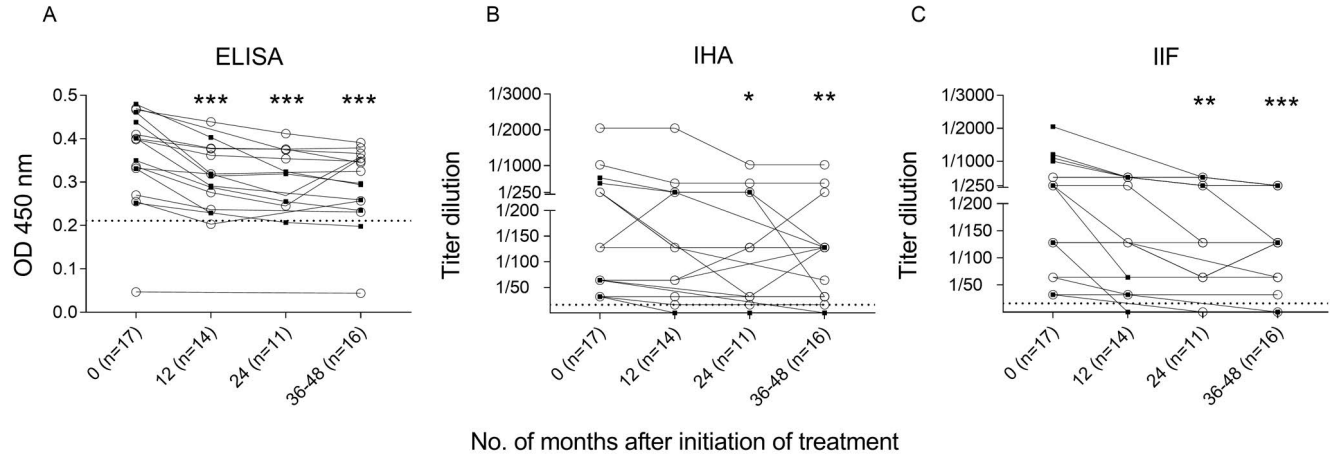 A
B
C
ELISA
IHA
IIF
OD 450 nm
0.5
0.4
0.3
0.2
0.1
0.0
***
***
***
0 (n=17)
12 (n=14)
24 (n=11)
36-48 (n=16)
Titer dilution
1/3000
1/2000
1/1000
1/250
1/200
1/150
1/100
1/50
*
**
0 (n=17)
12 (n=14)
24 (n=11)
36-48 (n=16)
Titer dilution
1/3000
1/2000
1/1000
1/250
1/200
1/150
1/100
1/50
**
***
0 (n=17)
12 (n=14)
24 (n=11)
36-48 (n=16)
No. of months after initiation of treatment